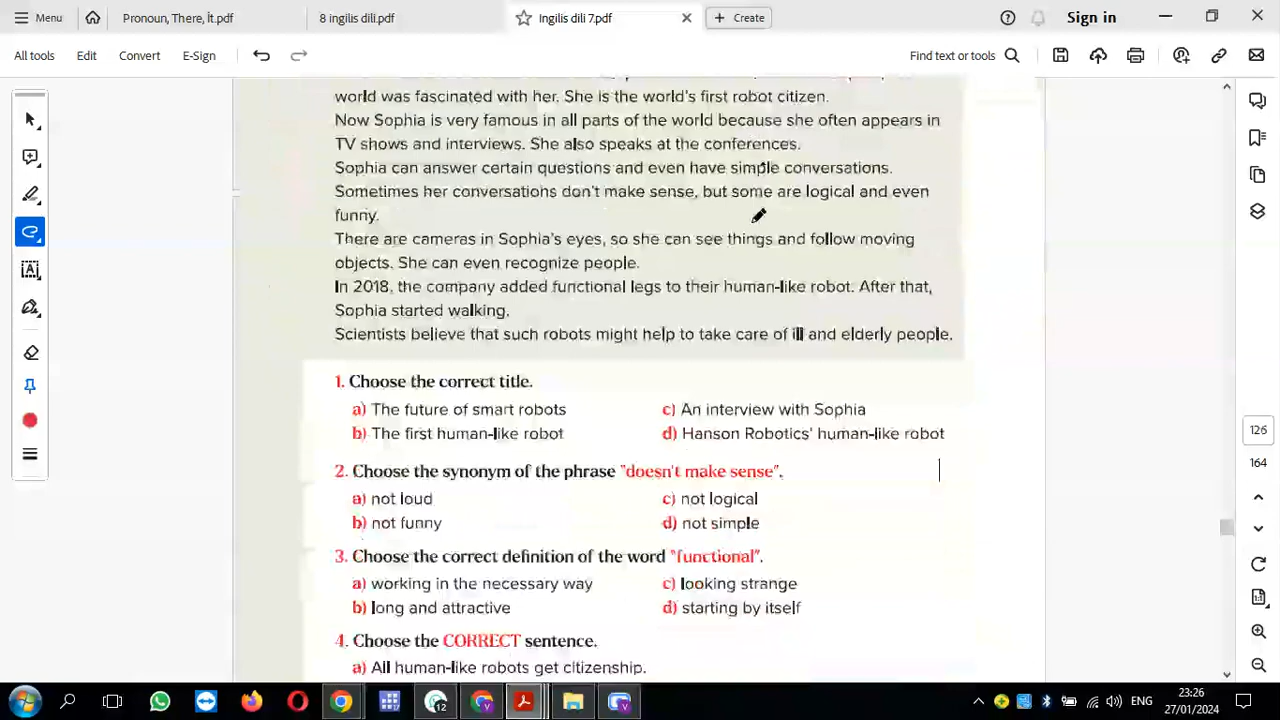 Menu
Pronoun, There, İt.pdf
8 ingilis dili.pdf
Ingilis dili 7.pdf
Create
Sign in
All tools
Edit
Convert
E-Sign
Find text or tools
world was fascinated with her. She is the world's first robot citizen.
Now Sophia is very famous in all parts of the world because she often appears in
TV shows and interviews. She also speaks at the conferences.
Sophia can answer certain questions and even have simple conversations.
Sometimes her conversations don't make sense, but some are logical and even
funny.
There are cameras in Sophia's eyes, so she can see things and follow moving
objects. She can even recognize people.
In 2018, the company added functional legs to their human-like robot. After that,
Sophia started walking.
Scientists believe that such robots might help to take care of ill and elderly people.
1. Choose the correct title.
a) The future of smart robots
c) An interview with Sophia
b) The first human-like robot
d) Hanson Robotics' human-like robot
2. Choose the synonym of the phrase "doesn't make sense".
a) not loud
c) not logical
b) not funny
d) not simple
3. Choose the correct definition of the word "functional".
a) working in the necessary way
c) looking strange
b) long and attractive
d) starting by itself
4. Choose the CORRECT sentence.
a) All human-like robots get citizenship.
126
164
12
ENG
23:26
27/01/2024